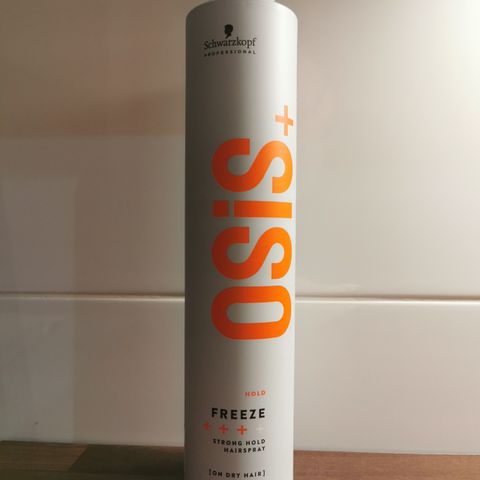 Schwarzkopf
PROFESSIONAL
OSiS+
HOLD
FREEZE
+ + + +
STRONG HOLD
HAIRSPRAY
[ON DRY HAIR]